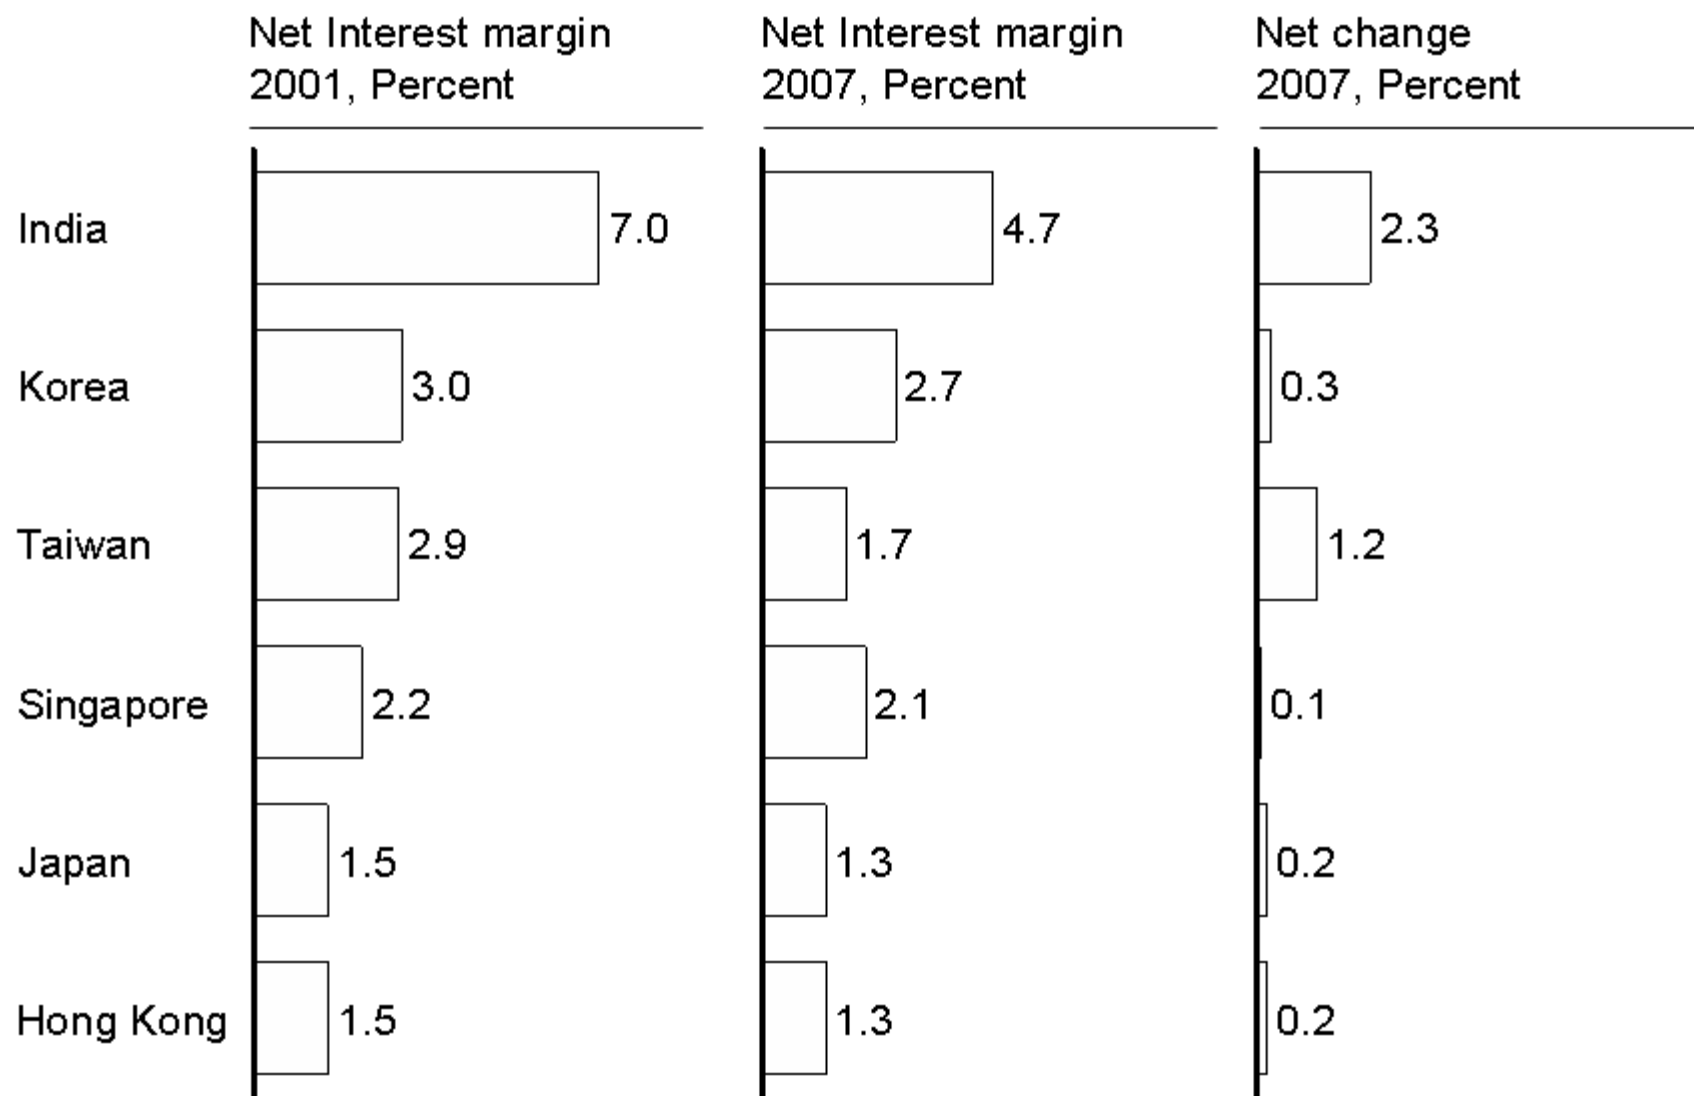 Net Interest margin
2001, Percent
Net Interest margin
2007, Percent
Net change
2007, Percent
India 7.0 4.7 2.3
Korea 3.0 2.7 0.3
Taiwan 2.9 1.7 1.2
Singapore 2.2 2.1 0.1
Japan 1.5 1.3 0.2
Hong Kong 1.5 1.3 0.2